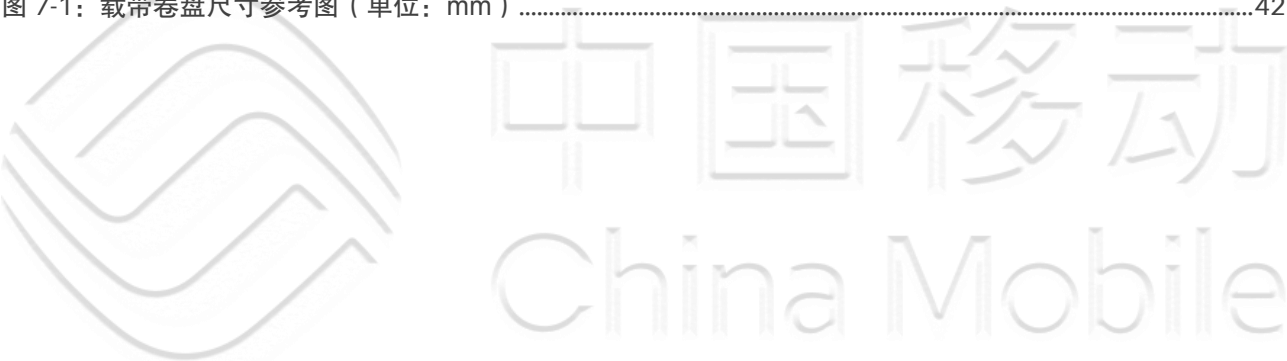 图 7-1：载带卷盘尺寸参考图（单位：mm）....................................................................................................42
中国移动
China Mobile